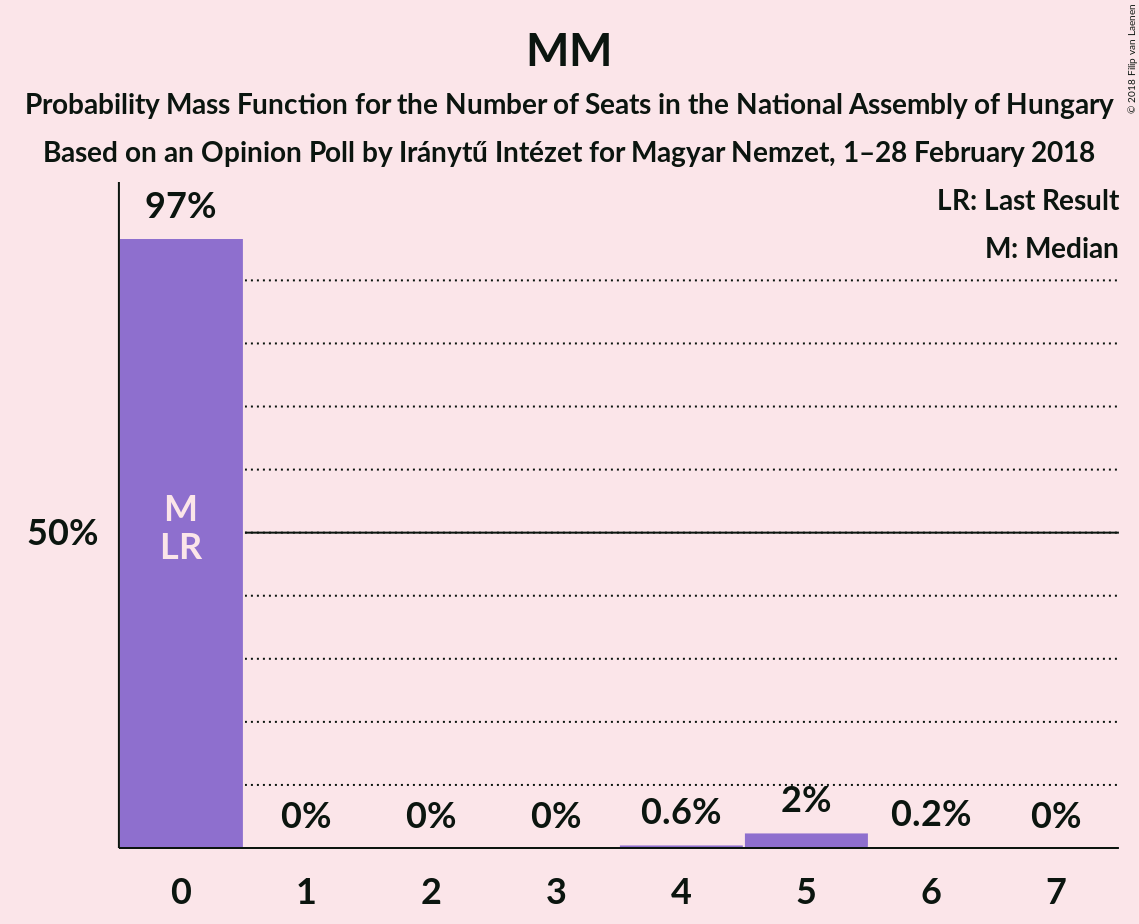 MM
Probability Mass Function for the Number of Seats in the National Assembly of Hungary
Based on an Opinion Poll by Iránytű Intézet for Magyar Nemzet, 1–28 February 2018
© 2018 Filip van Laenen
LR: Last Result
M: Median
97%
50%
M
LR
0% 0% 0% 0.6% 2% 0.2% 0%
0 1 2 3 4 5 6 7